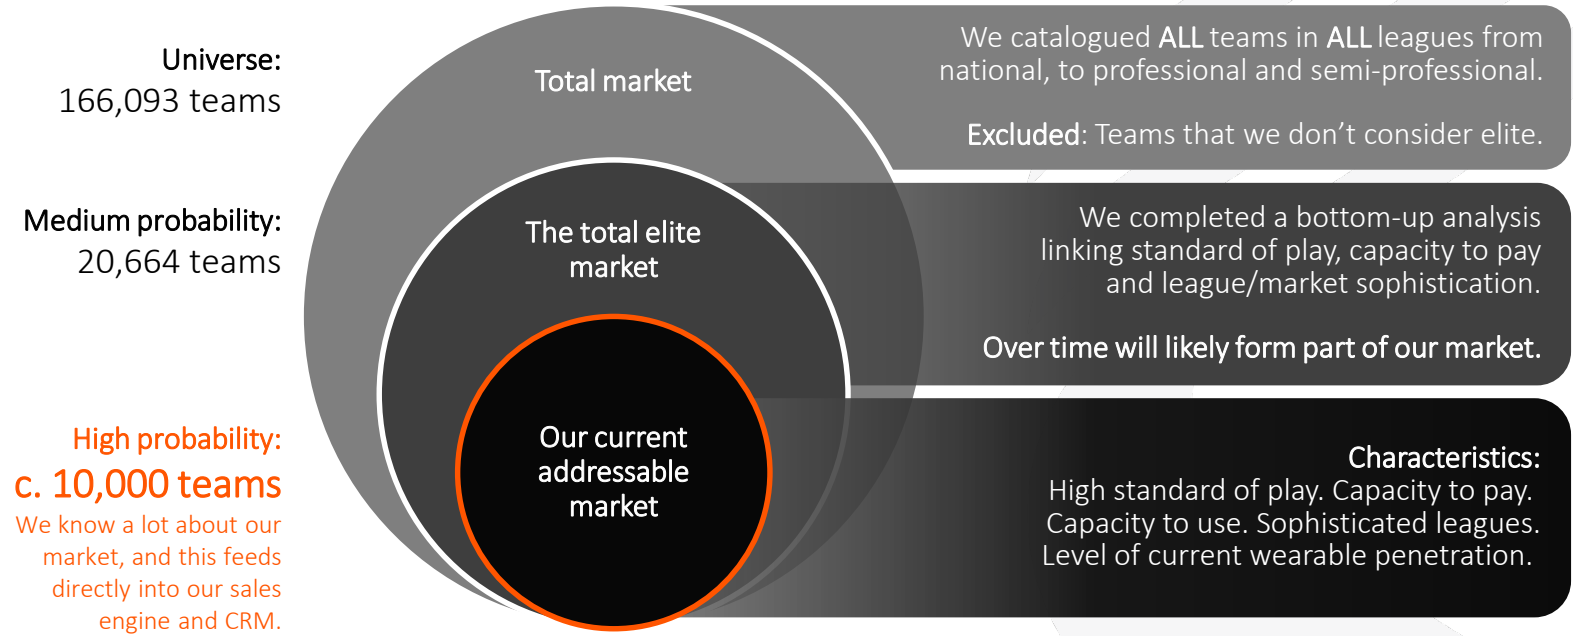 Universe:
166,093 teams
Total market
We catalogued ALL teams in ALL leagues from
national, to professional and semi-professional.
Excluded: Teams that we don’t consider elite.
Medium probability:
20,664 teams
The total elite
market
We completed a bottom-up analysis
linking standard of play, capacity to pay
and league/market sophistication.
Over time will likely form part of our market.
High probability:
c. 10,000 teams
We know a lot about our
market, and this feeds
directly into our sales
engine and CRM.
Our current
addressable
market
Characteristics:
High standard of play. Capacity to pay.
Capacity to use. Sophisticated leagues.
Level of current wearable penetration.